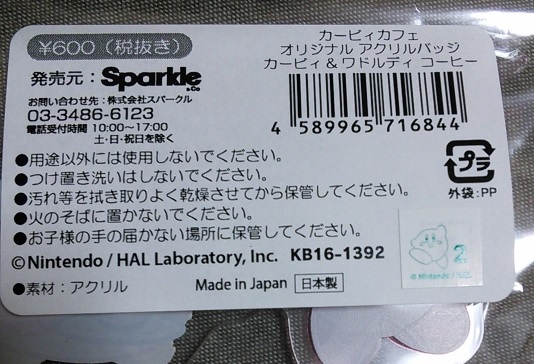 ¥600（税抜き）
カービィカフェ
オリジナル アクリルバッジ
カービィ & ワドルディ コーヒー
発売元：Sparkle &Co
お問い合わせ先：株式会社スパークル
03-3486-6123
電話受付時間 10:00〜17:00
土・日・祝日を除く
4 589965 716844
●用途以外には使用しないでください。
●つけ置き洗いはしないでください。
●汚れ等を拭き取りよく乾燥させてから保管してください。
●火のそばに置かないでください。
●お子様の手の届かない場所に保管してください。
プラ
外袋：PP
©Nintendo / HAL Laboratory, Inc. KB16-1392
2
©Nintendo
●素材：アクリル Made in Japan 日本製